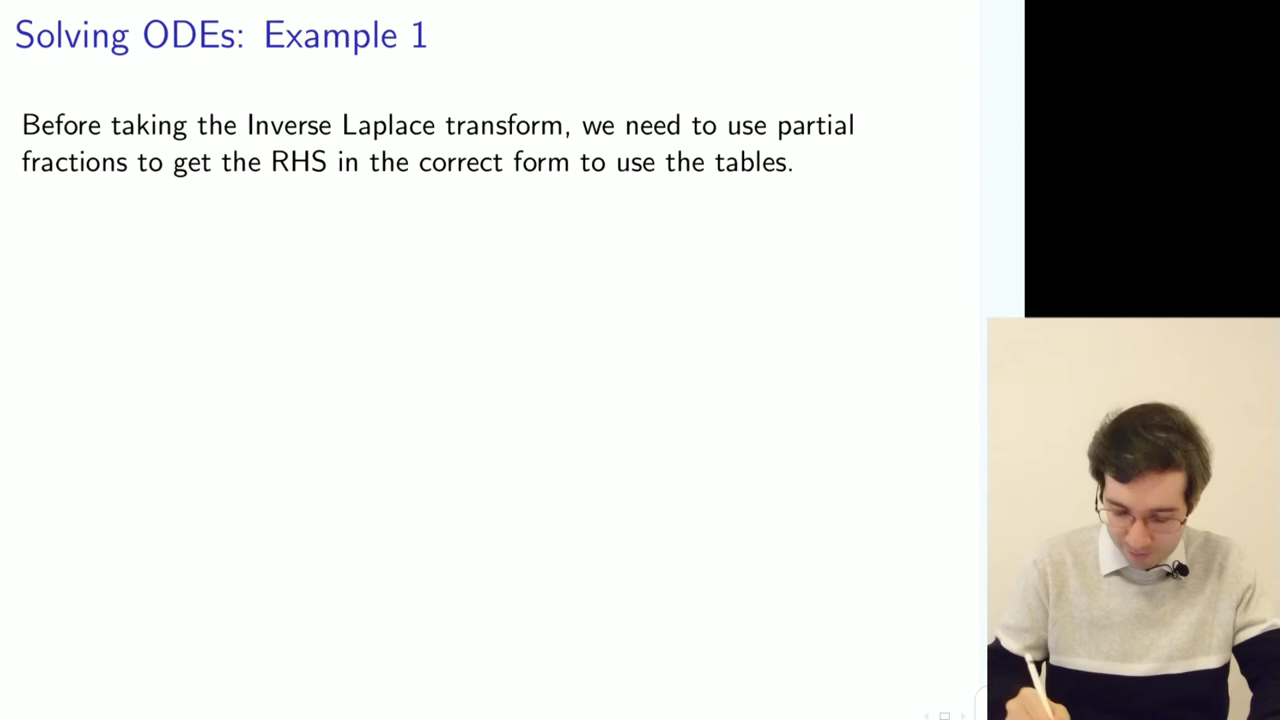 Solving ODEs: Example 1
Before taking the Inverse Laplace transform, we need to use partial
fractions to get the RHS in the correct form to use the tables.